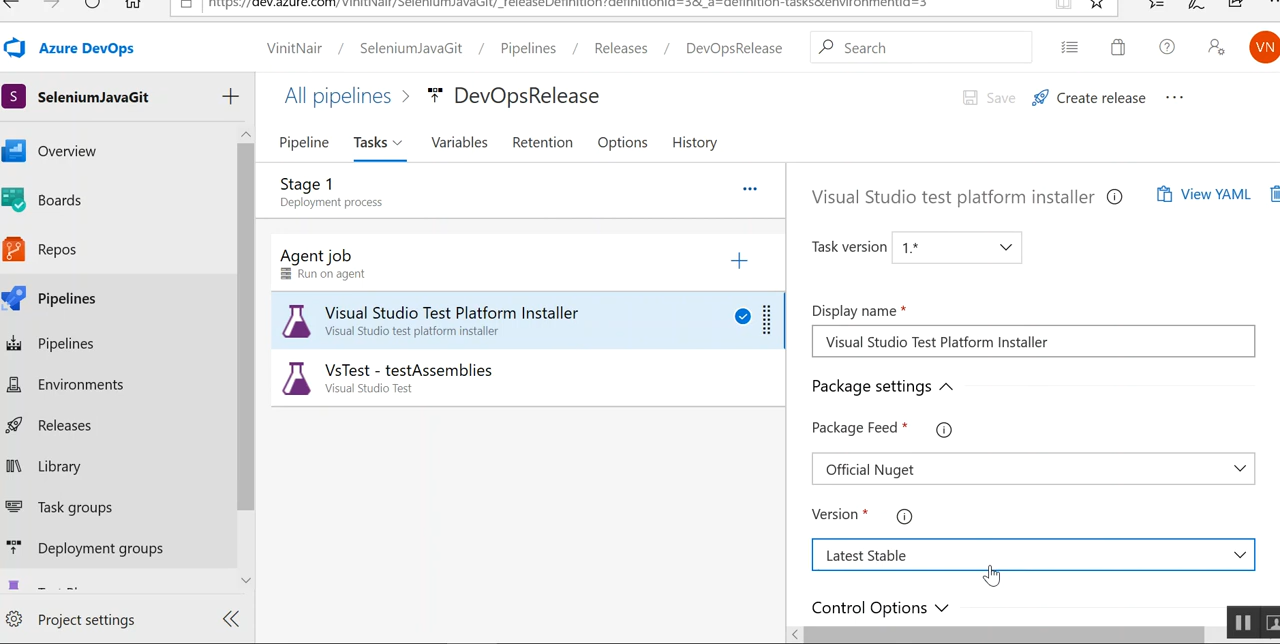 https://dev.azure.com/VinitNair/SeleniumJavaGit/_releaseDefinition?definitionId=3&_a=definition-tasks&environmentId=3
Azure DevOps
VinitNair / SeleniumJavaGit / Pipelines / Releases / DevOpsRelease
Search
VN
S
SeleniumJavaGit
All pipelines > DevOpsRelease
Save
Create release
...
Pipeline
Tasks
Variables
Retention
Options
History
Overview
Boards
Repos
Pipelines
Pipelines
Environments
Releases
Library
Task groups
Deployment groups
Project settings
Stage 1
Deployment process
...
Agent job
Run on agent
Visual Studio Test Platform Installer
Visual Studio test platform installer
VsTest - testAssemblies
Visual Studio Test
Visual Studio test platform installer
View YAML
Task version
1.*
Display name *
Visual Studio Test Platform Installer
Package settings
Package Feed *
Official Nuget
Version *
Latest Stable
Control Options